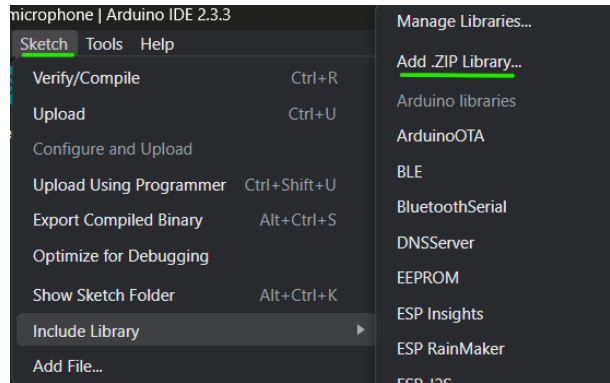 microphone | Arduino IDE 2.3.3
Sketch Tools Help
Verify/Compile Ctrl+R
Upload Ctrl+U
Configure and Upload
Upload Using Programmer Ctrl+Shift+U
Export Compiled Binary Alt+Ctrl+S
Optimize for Debugging
Show Sketch Folder Alt+Ctrl+K
Include Library
Add File...
Manage Libraries...
Add .ZIP Library...
Arduino libraries
ArduinoOTA
BLE
BluetoothSerial
DNSServer
EEPROM
ESP Insights
ESP RainMaker